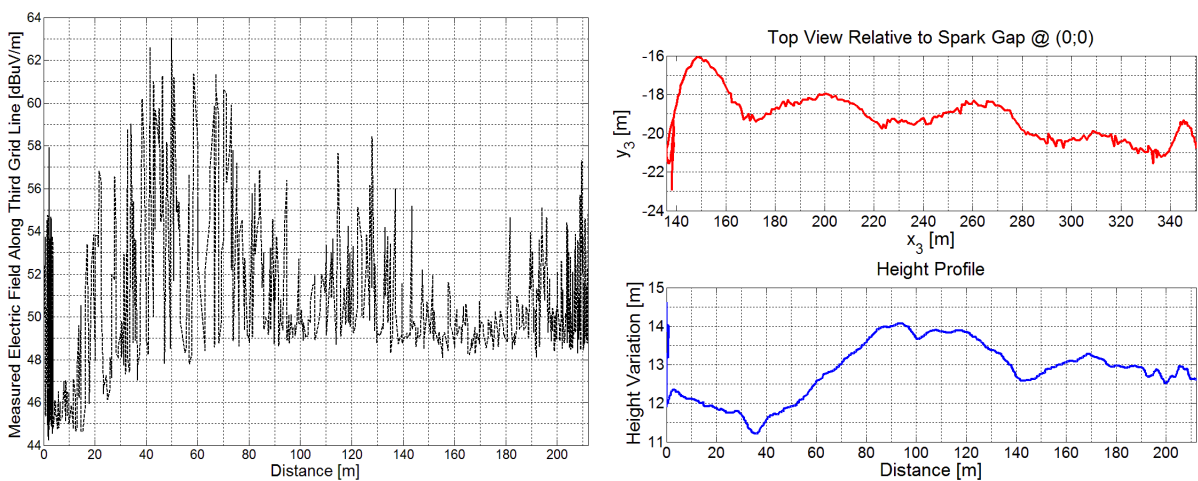 Measured Electric Field Along Third Grid Line [dBuV/m]
64
62
60
58
56
54
52
50
48
46
44
0 20 40 60 80 100 120 140 160 180 200
Distance [m]
Top View Relative to Spark Gap @ (0;0)
y3 [m]
-16
-18
-20
-22
-24
140 160 180 200 220 240 260 280 300 320 340
x3 [m]
Height Profile
Height Variation [m]
15
14
13
12
11
0 20 40 60 80 100 120 140 160 180 200
Distance [m]